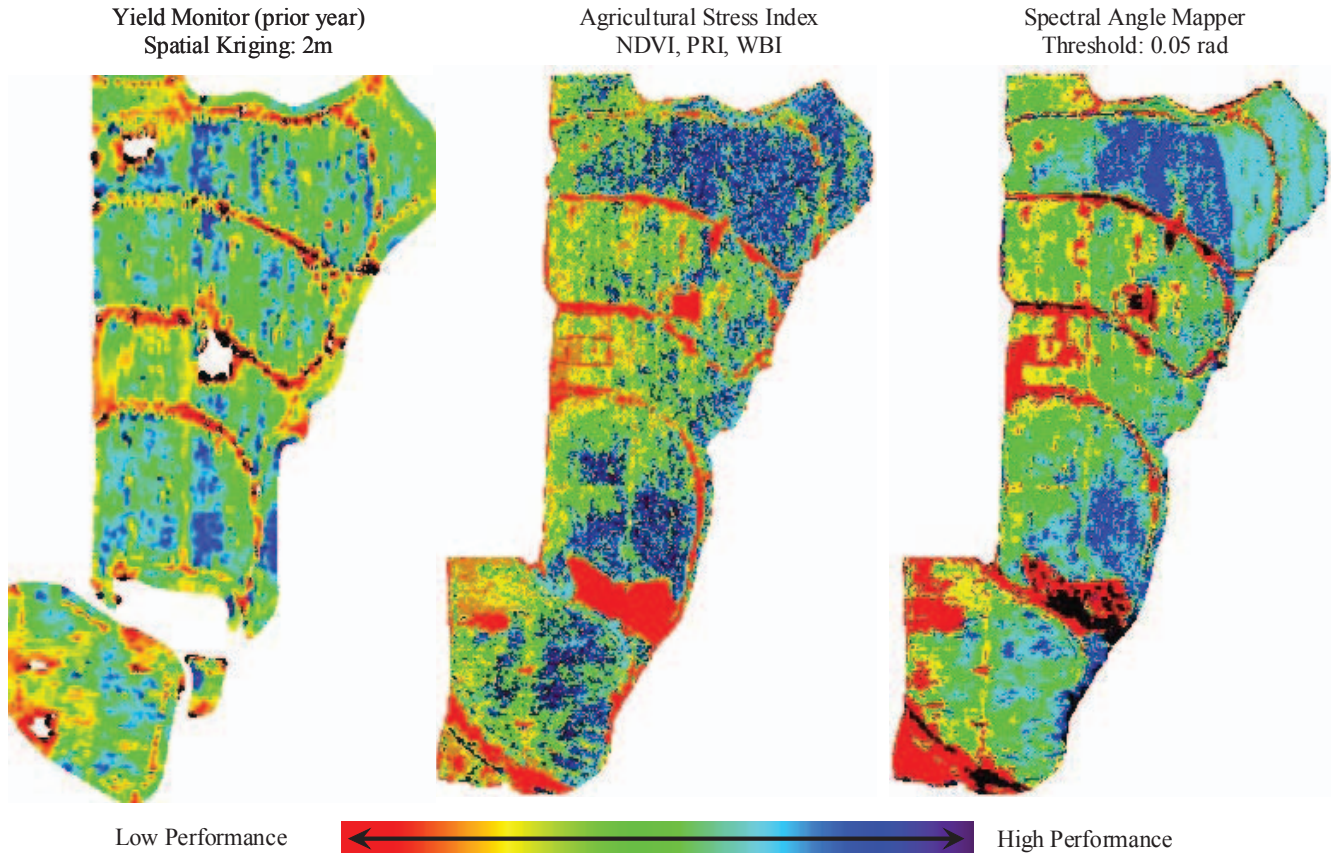 Yield Monitor (prior year)
Spatial Kriging: 2m
Agricultural Stress Index
NDVI, PRI, WBI
Spectral Angle Mapper
Threshold: 0.05 rad
Low Performance
High Performance